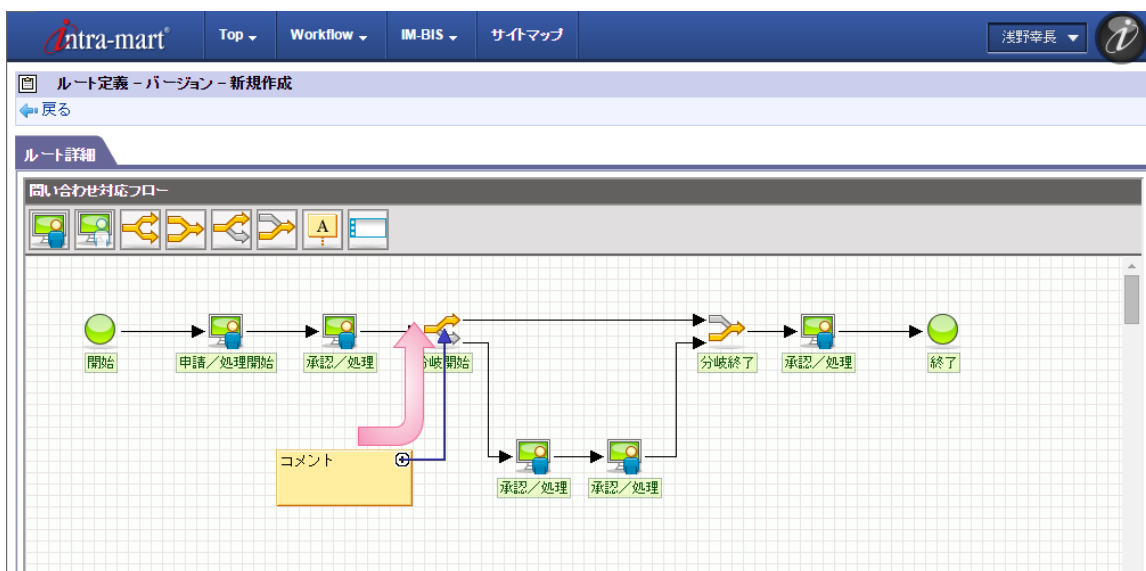 intra-mart
Top Workflow IM-BIS サイトマップ 浅野幸長
ルート定義 - バージョン - 新規作成
戻る
ルート詳細
問い合わせ対応フロー
A
開始 申請/処理開始 承認/処理 分岐開始 分岐終了 承認/処理 終了
コメント
承認/処理 承認/処理